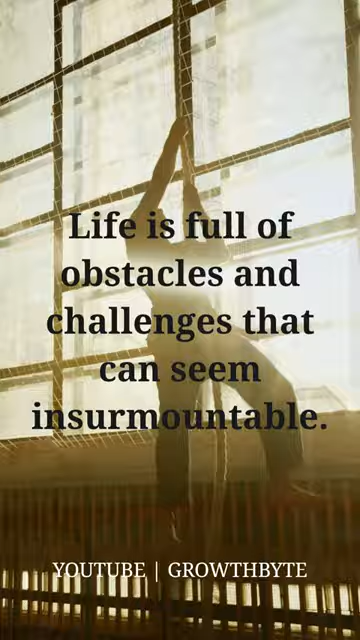 Life is full of
obstacles and
challenges that
can seem
insurmountable.
YOUTUBE | GROWTHBYTE